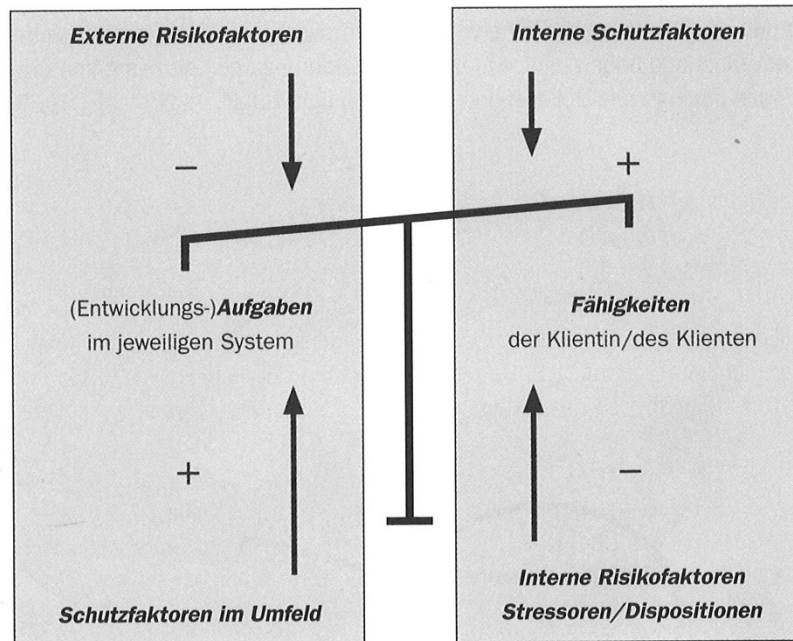 Externe Risikofaktoren
−
(Entwicklungs-)Aufgaben
im jeweiligen System
+
Schutzfaktoren im Umfeld
Interne Schutzfaktoren
+
Fähigkeiten
der Klientin/des Klienten
−
Interne Risikofaktoren
Stressoren/Dispositionen